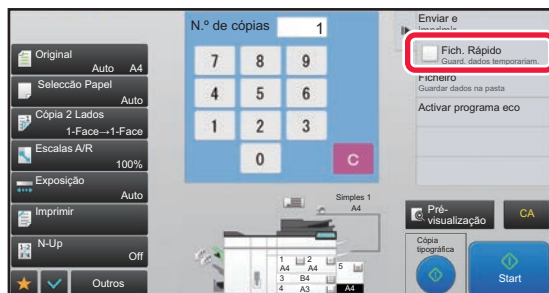 N.º de cópias 1
Original
Auto A4
Selecção Papel
Auto
Cópia 2 Lados
1-Face→1-Face
Escalas A/R
100%
Exposição
Auto
Imprimir
N-Up
Off
Outros
7 8 9
4 5 6
1 2 3
0 C
Simples 1
A4
1 2
A4 A4
3 B4
4 A3
5
A4
Enviar e
imprimir
Fich. Rápido
Guard. dados temporariam.
Ficheiro
Guardar dados na pasta
Activar programa eco
Pré-
visualização
CA
Cópia
tipográfica
Start